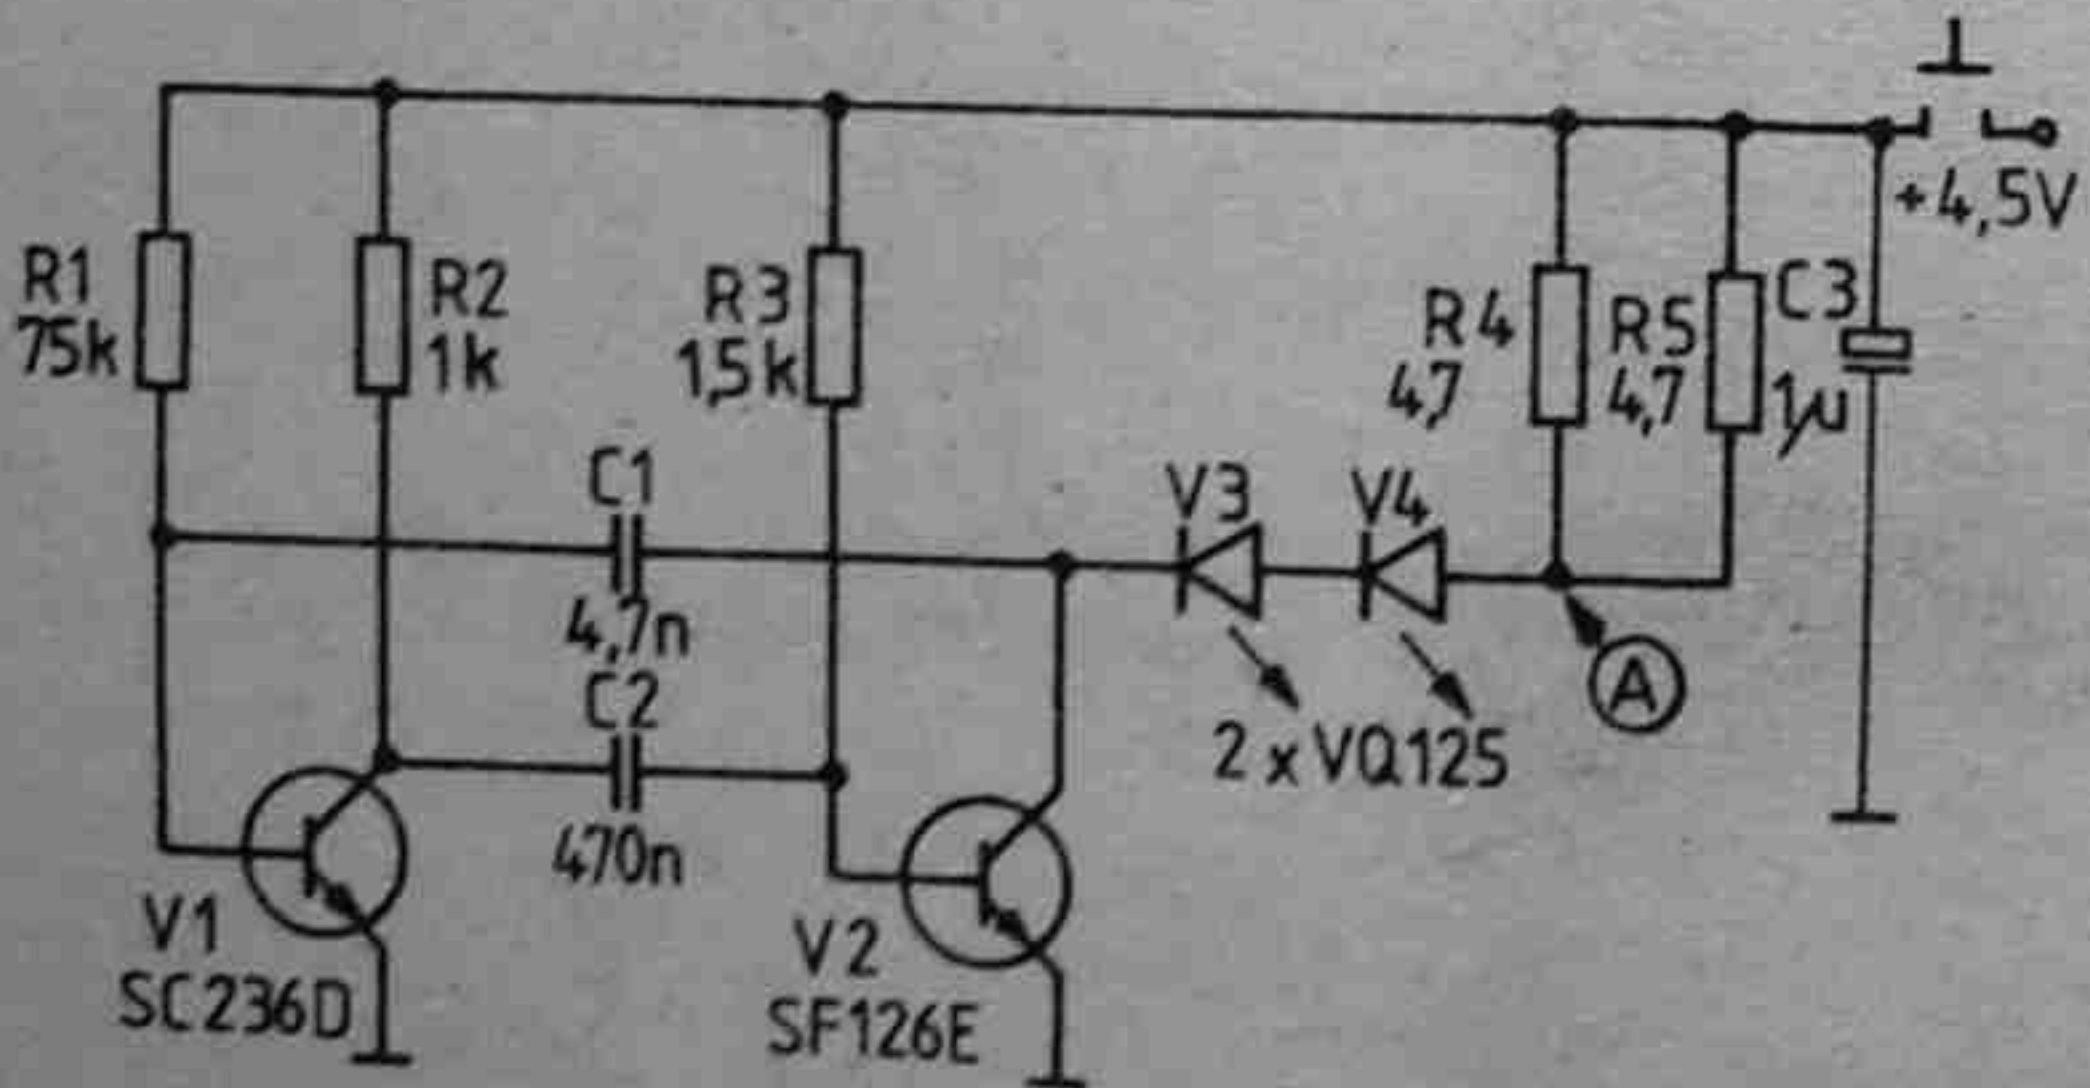 +4,5V
R1
75k
R2
1k
R3
1,5k
R4
4,7
R5
4,7
C3
1µ
C1
4,7n
C2
470n
V3
V4
2 x VQ125
A
V1
SC236D
V2
SF126E